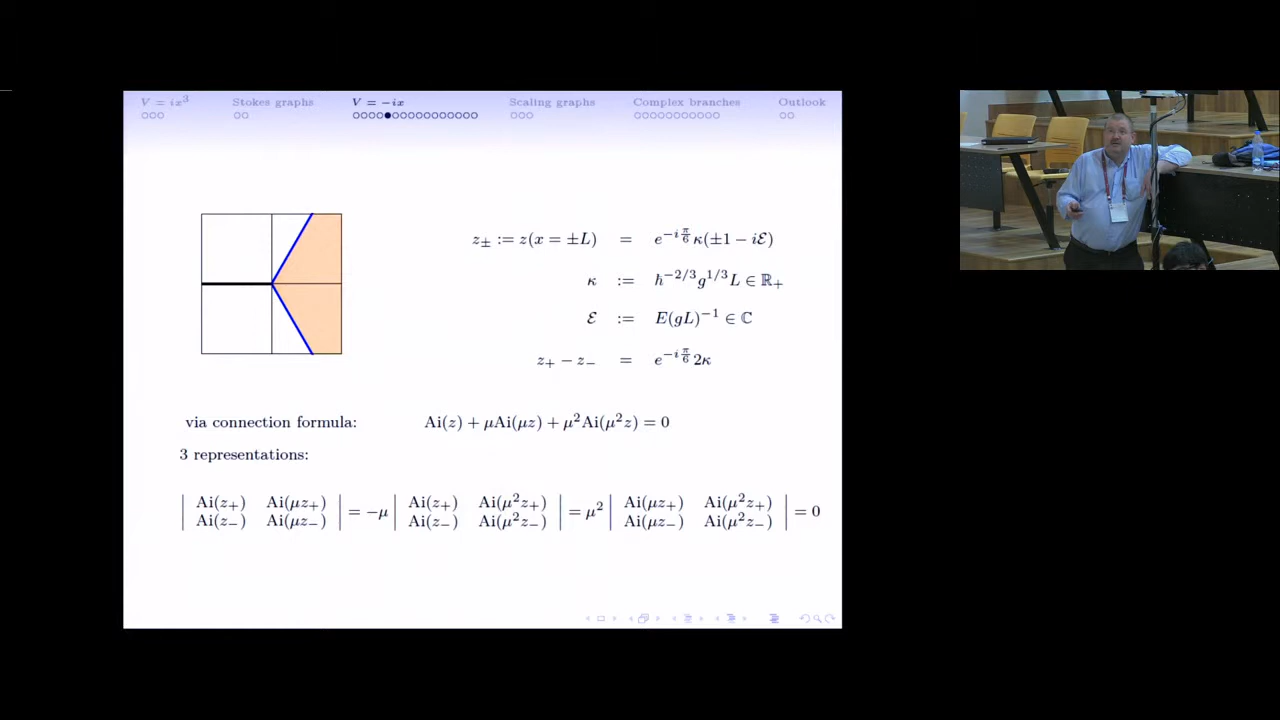 V = ix³ Stokes graphs V = −ix Scaling graphs Complex branches Outlook
z± := z(x = ±L) = e^{−iπ/6} κ(±1 − iℰ)
κ := ħ^{−2/3} g^{1/3} L ∈ ℝ₊
ℰ := E(gL)^{−1} ∈ ℂ
z₊ − z₋ = e^{−iπ/6} 2κ
via connection formula: Ai(z) + μAi(μz) + μ²Ai(μ²z) = 0
3 representations:
| Ai(z₊) Ai(μz₊) | = −μ | Ai(z₊) Ai(μ²z₊) | = μ² | Ai(μz₊) Ai(μ²z₊) | = 0
| Ai(z₋) Ai(μz₋) | | Ai(z₋) Ai(μ²z₋) | | Ai(μz₋) Ai(μ²z₋) |